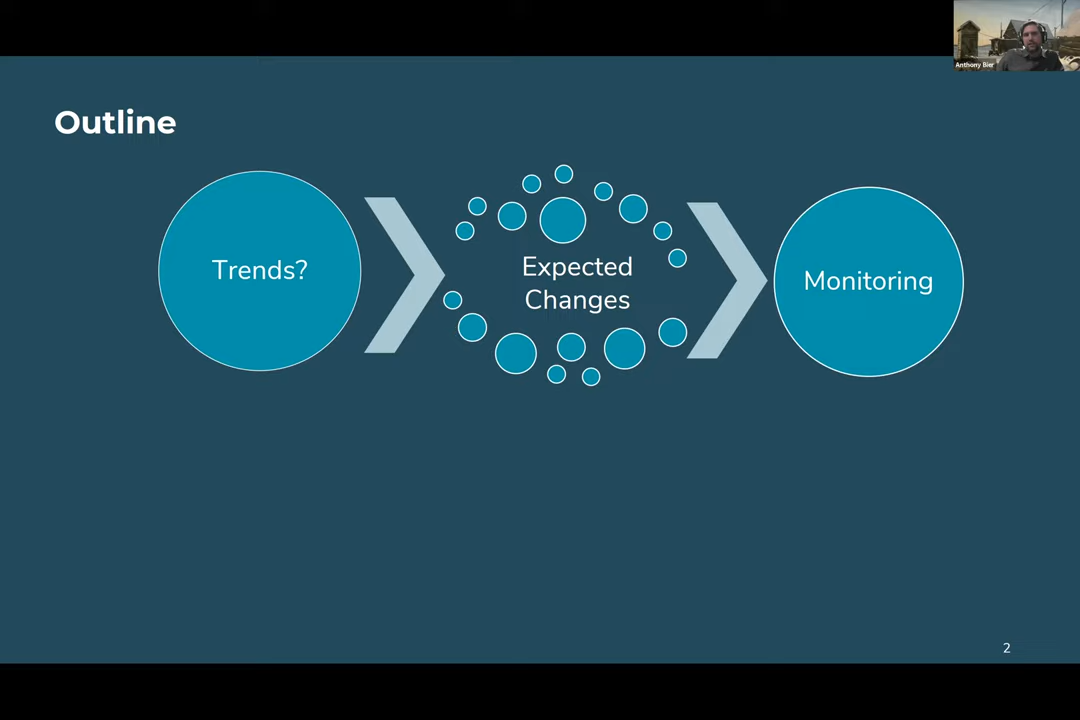 Anthony Bier
Outline
Trends?
Expected
Changes
Monitoring
2